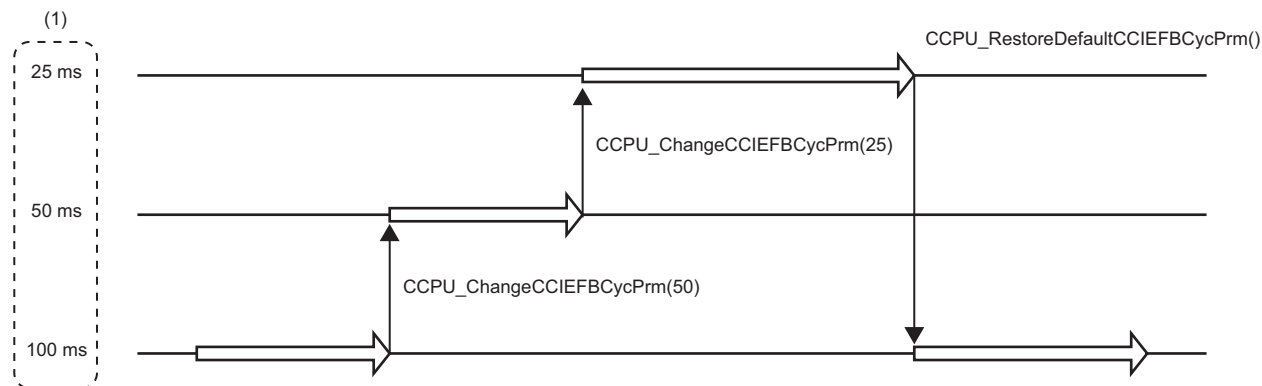 (1)
CCPU_RestoreDefaultCCIEFBCycPrm()
25 ms
CCPU_ChangeCCIEFBCycPrm(25)
50 ms
CCPU_ChangeCCIEFBCycPrm(50)
100 ms